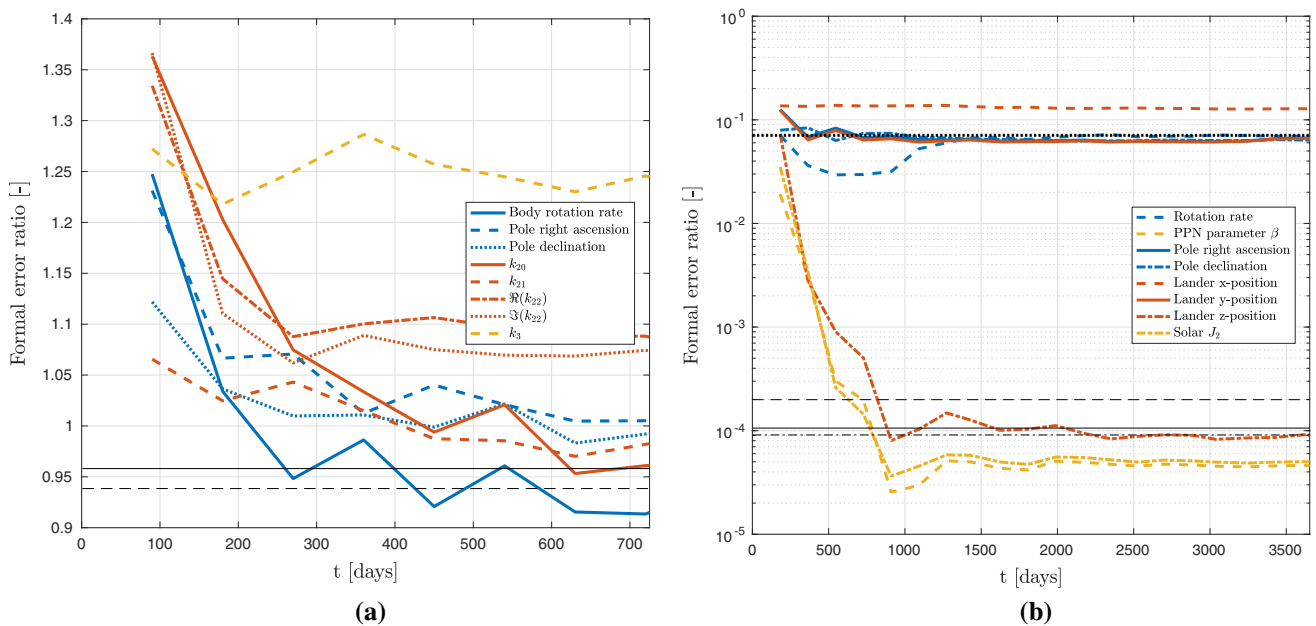 1.4
1.35
1.3
1.25
1.2
1.15
1.1
1.05
1
0.95
0.9
Formal error ratio [-]
0 100 200 300 400 500 600 700
t [days]
Body rotation rate
Pole right ascension
Pole declination
k₂₀
k₂₁
ℜ(k₂₂)
ℑ(k₂₂)
k₃
(a)
10⁰
10⁻¹
10⁻²
10⁻³
10⁻⁴
10⁻⁵
Formal error ratio [-]
0 500 1000 1500 2000 2500 3000 3500
t [days]
Rotation rate
PPN parameter β
Pole right ascension
Pole declination
Lander x-position
Lander y-position
Lander z-position
Solar J₂
(b)